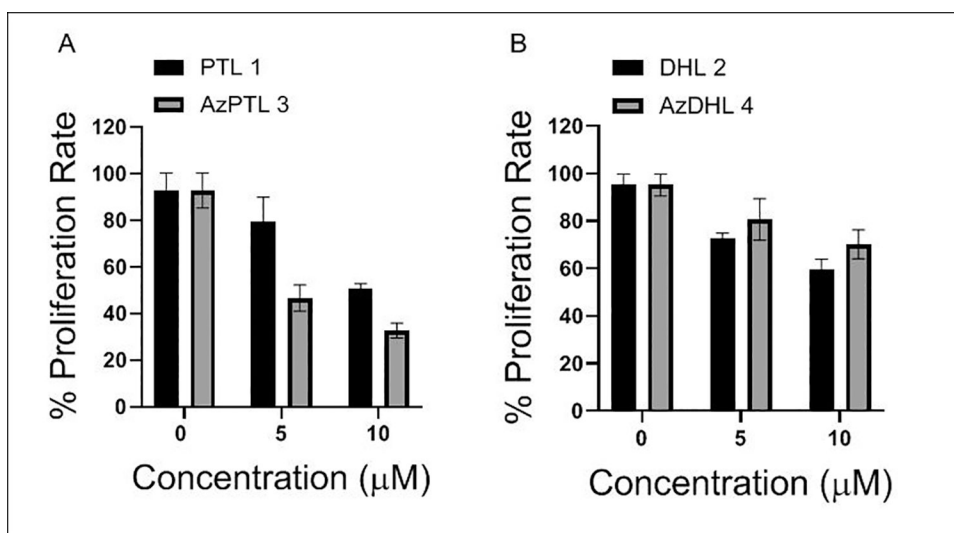 A
PTL 1
AzPTL 3
% Proliferation Rate
120
100
80
60
40
20
0
0 5 10
Concentration (μM)
B
DHL 2
AzDHL 4
% Proliferation Rate
120
100
80
60
40
20
0
0 5 10
Concentration (μM)